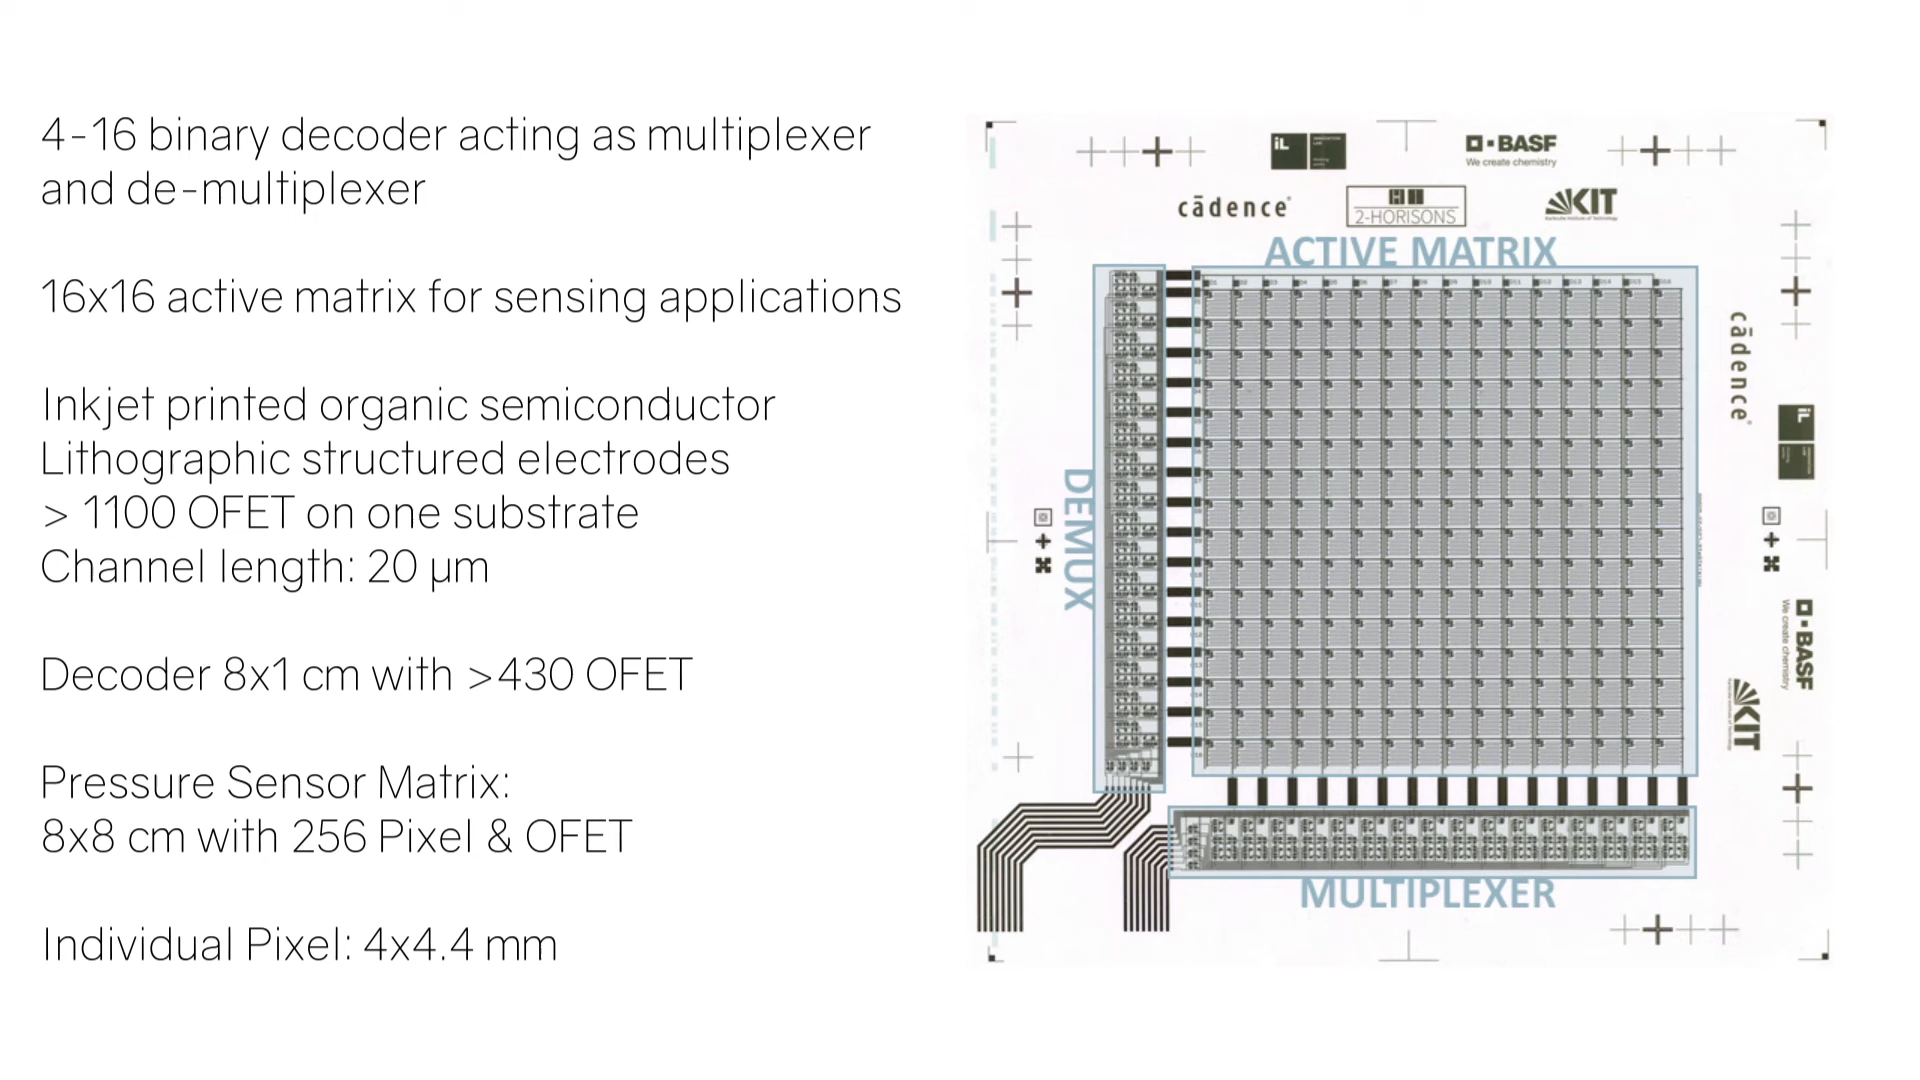 4-16 binary decoder acting as multiplexer
and de-multiplexer
16x16 active matrix for sensing applications
Inkjet printed organic semiconductor
Lithographic structured electrodes
> 1100 OFET on one substrate
Channel length: 20 µm
Decoder 8x1 cm with >430 OFET
Pressure Sensor Matrix:
8x8 cm with 256 Pixel & OFET
Individual Pixel: 4x4.4 mm
iL
BASF
We create chemistry
cādence
2-HORISONS
KIT
ACTIVE MATRIX
DEMUX
MULTIPLEXER
cādence
iL
BASF
We create chemistry
KIT